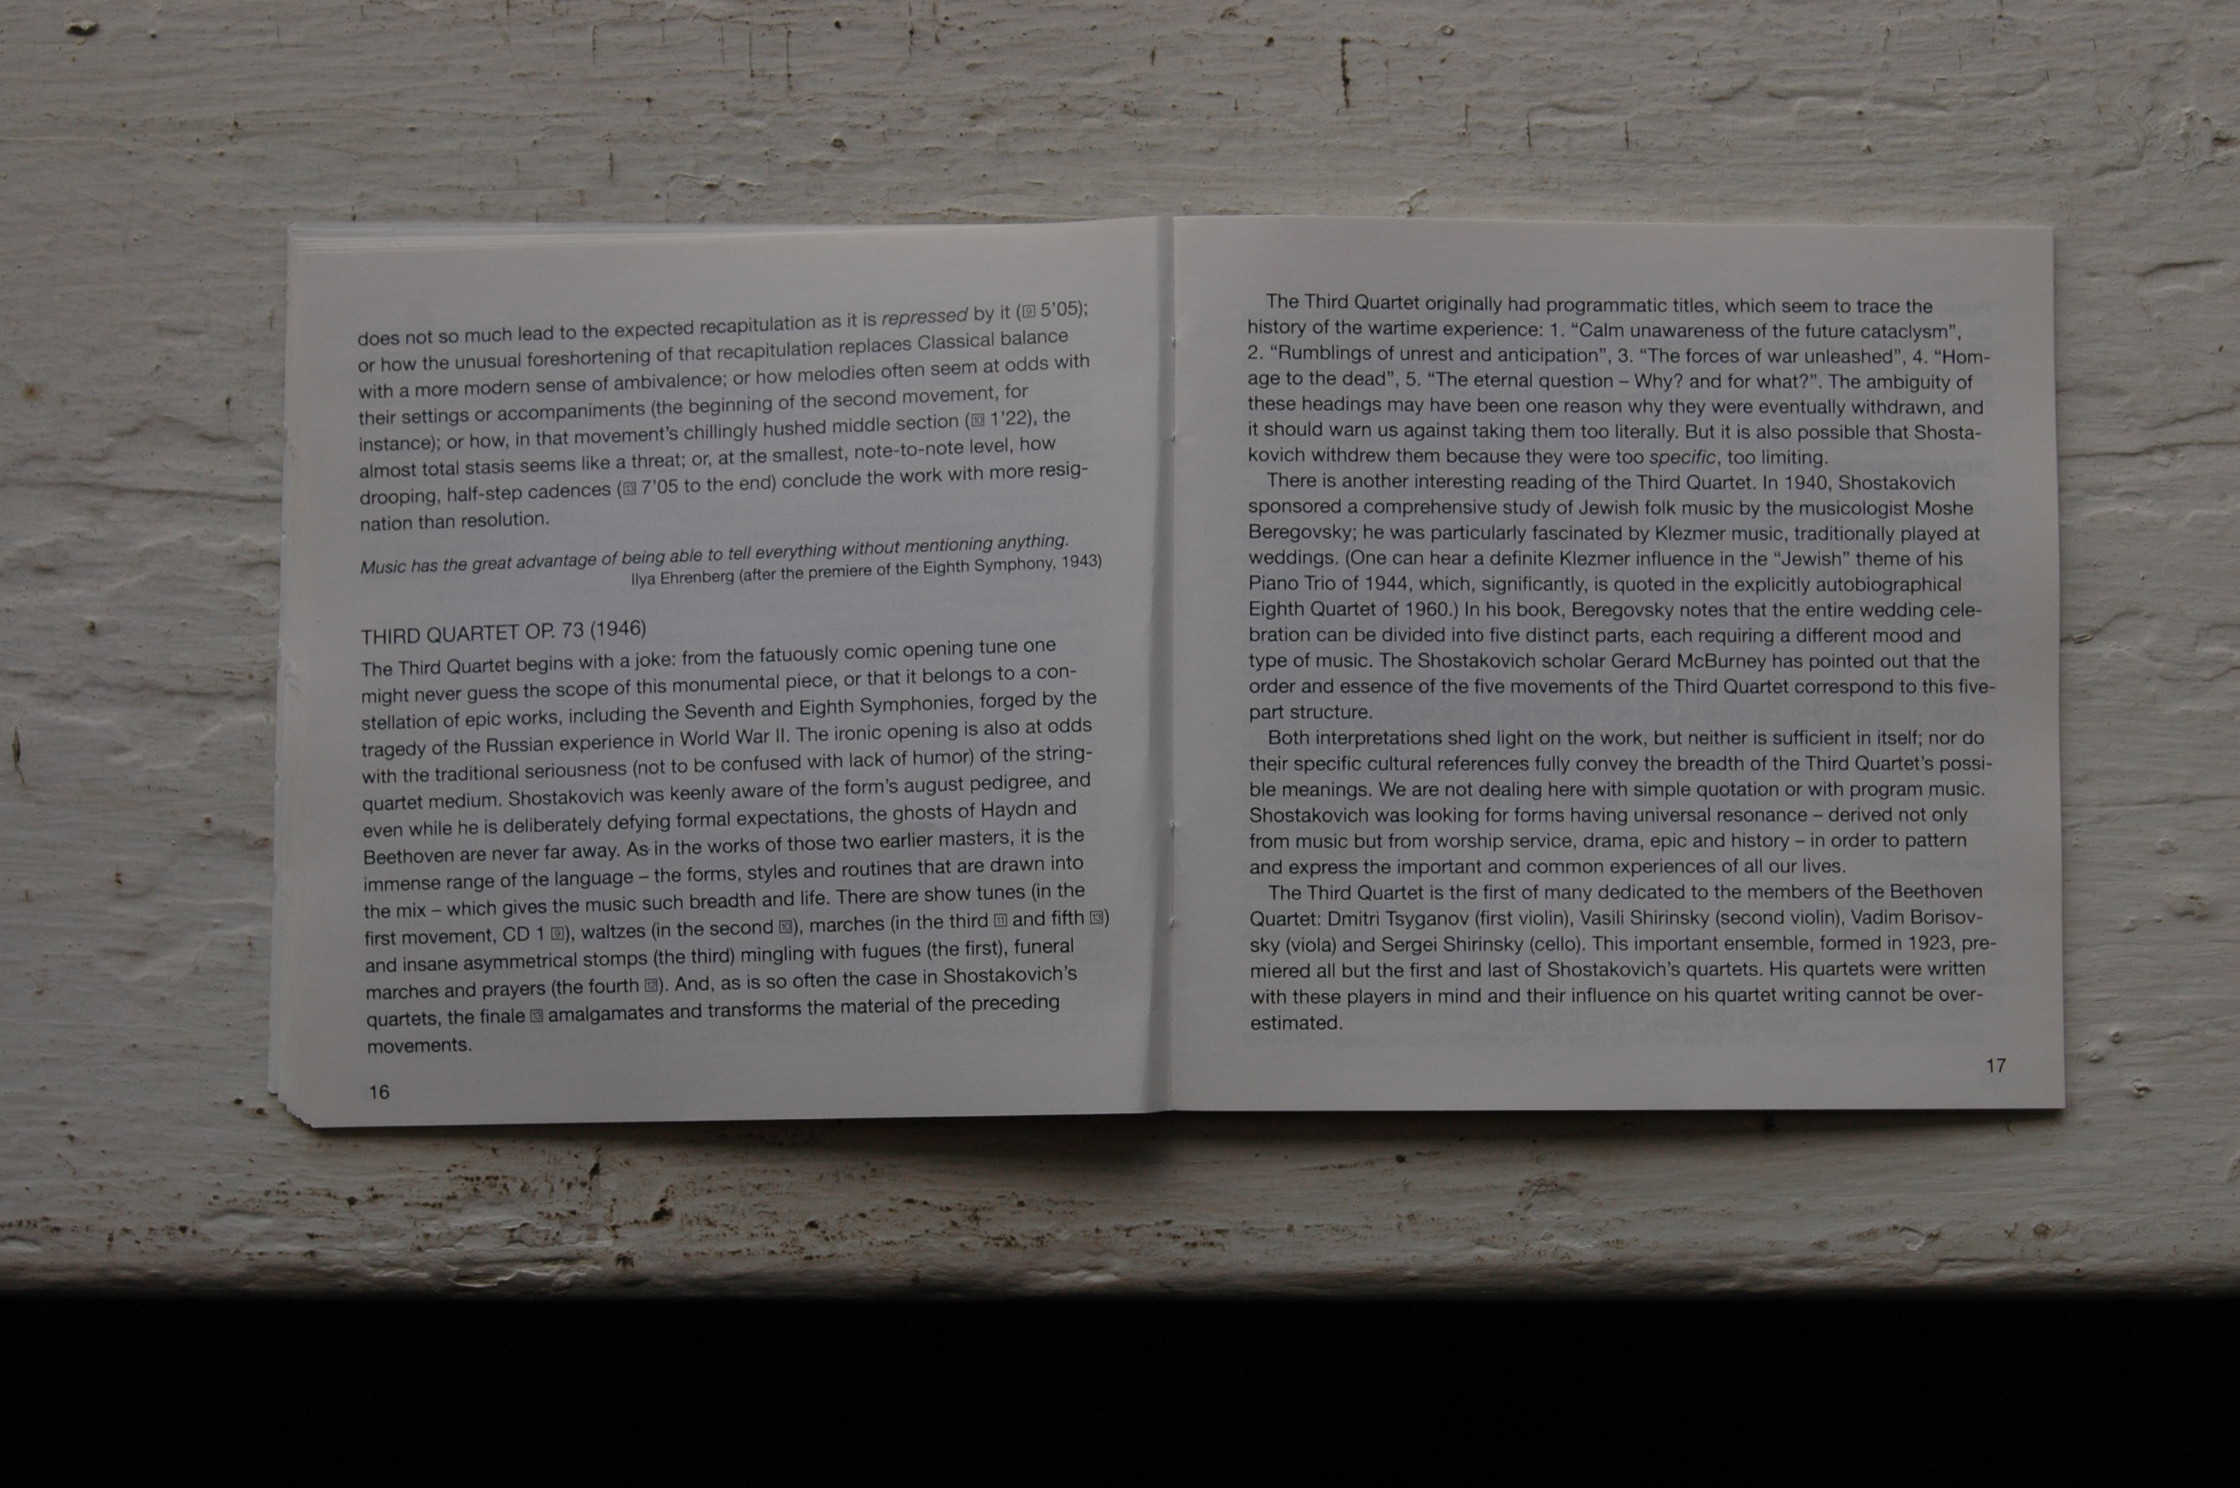 does not so much lead to the expected recapitulation as it is repressed by it (9 5’05);
or how the unusual foreshortening of that recapitulation replaces Classical balance
with a more modern sense of ambivalence; or how melodies often seem at odds with
their settings or accompaniments (the beginning of the second movement, for
instance); or how, in that movement’s chillingly hushed middle section (10 1’22), the
almost total stasis seems like a threat; or, at the smallest, note-to-note level, how
drooping, half-step cadences (13 7’05 to the end) conclude the work with more resig-
nation than resolution.
Music has the great advantage of being able to tell everything without mentioning anything.
Ilya Ehrenberg (after the premiere of the Eighth Symphony, 1943)
THIRD QUARTET OP. 73 (1946)
The Third Quartet begins with a joke: from the fatuously comic opening tune one
might never guess the scope of this monumental piece, or that it belongs to a con-
stellation of epic works, including the Seventh and Eighth Symphonies, forged by the
tragedy of the Russian experience in World War II. The ironic opening is also at odds
with the traditional seriousness (not to be confused with lack of humor) of the string-
quartet medium. Shostakovich was keenly aware of the form’s august pedigree, and
even while he is deliberately defying formal expectations, the ghosts of Haydn and
Beethoven are never far away. As in the works of those two earlier masters, it is the
immense range of the language – the forms, styles and routines that are drawn into
the mix – which gives the music such breadth and life. There are show tunes (in the
first movement, CD 1 9), waltzes (in the second 10), marches (in the third 11 and fifth 13)
and insane asymmetrical stomps (the third) mingling with fugues (the first), funeral
marches and prayers (the fourth 12). And, as is so often the case in Shostakovich’s
quartets, the finale 13 amalgamates and transforms the material of the preceding
movements.
16
The Third Quartet originally had programmatic titles, which seem to trace the
history of the wartime experience: 1. “Calm unawareness of the future cataclysm”,
2. “Rumblings of unrest and anticipation”, 3. “The forces of war unleashed”, 4. “Hom-
age to the dead”, 5. “The eternal question – Why? and for what?”. The ambiguity of
these headings may have been one reason why they were eventually withdrawn, and
it should warn us against taking them too literally. But it is also possible that Shosta-
kovich withdrew them because they were too specific, too limiting.
There is another interesting reading of the Third Quartet. In 1940, Shostakovich
sponsored a comprehensive study of Jewish folk music by the musicologist Moshe
Beregovsky; he was particularly fascinated by Klezmer music, traditionally played at
weddings. (One can hear a definite Klezmer influence in the “Jewish” theme of his
Piano Trio of 1944, which, significantly, is quoted in the explicitly autobiographical
Eighth Quartet of 1960.) In his book, Beregovsky notes that the entire wedding cele-
bration can be divided into five distinct parts, each requiring a different mood and
type of music. The Shostakovich scholar Gerard McBurney has pointed out that the
order and essence of the five movements of the Third Quartet correspond to this five-
part structure.
Both interpretations shed light on the work, but neither is sufficient in itself; nor do
their specific cultural references fully convey the breadth of the Third Quartet’s possi-
ble meanings. We are not dealing here with simple quotation or with program music.
Shostakovich was looking for forms having universal resonance – derived not only
from music but from worship service, drama, epic and history – in order to pattern
and express the important and common experiences of all our lives.
The Third Quartet is the first of many dedicated to the members of the Beethoven
Quartet: Dmitri Tsyganov (first violin), Vasili Shirinsky (second violin), Vadim Borisov-
sky (viola) and Sergei Shirinsky (cello). This important ensemble, formed in 1923, pre-
miered all but the first and last of Shostakovich’s quartets. His quartets were written
with these players in mind and their influence on his quartet writing cannot be over-
estimated.
17